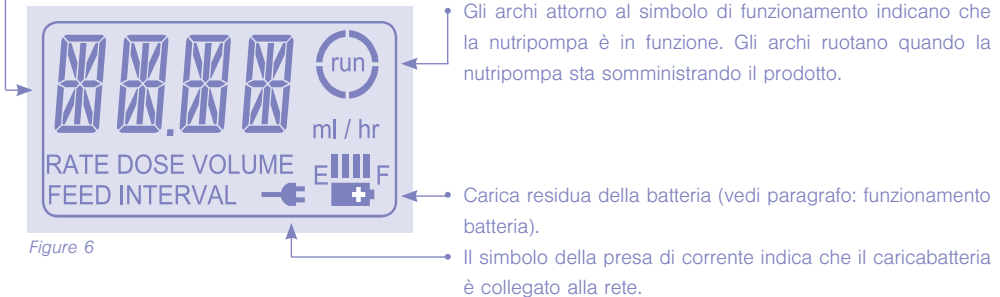 Gli archi attorno al simbolo di funzionamento indicano che
la nutripompa è in funzione. Gli archi ruotano quando la
nutripompa sta somministrando il prodotto.
run
ml / hr
RATE DOSE VOLUME
E F
FEED INTERVAL
Carica residua della batteria (vedi paragrafo: funzionamento
batteria).
Figure 6
Il simbolo della presa di corrente indica che il caricabatteria
è collegato alla rete.